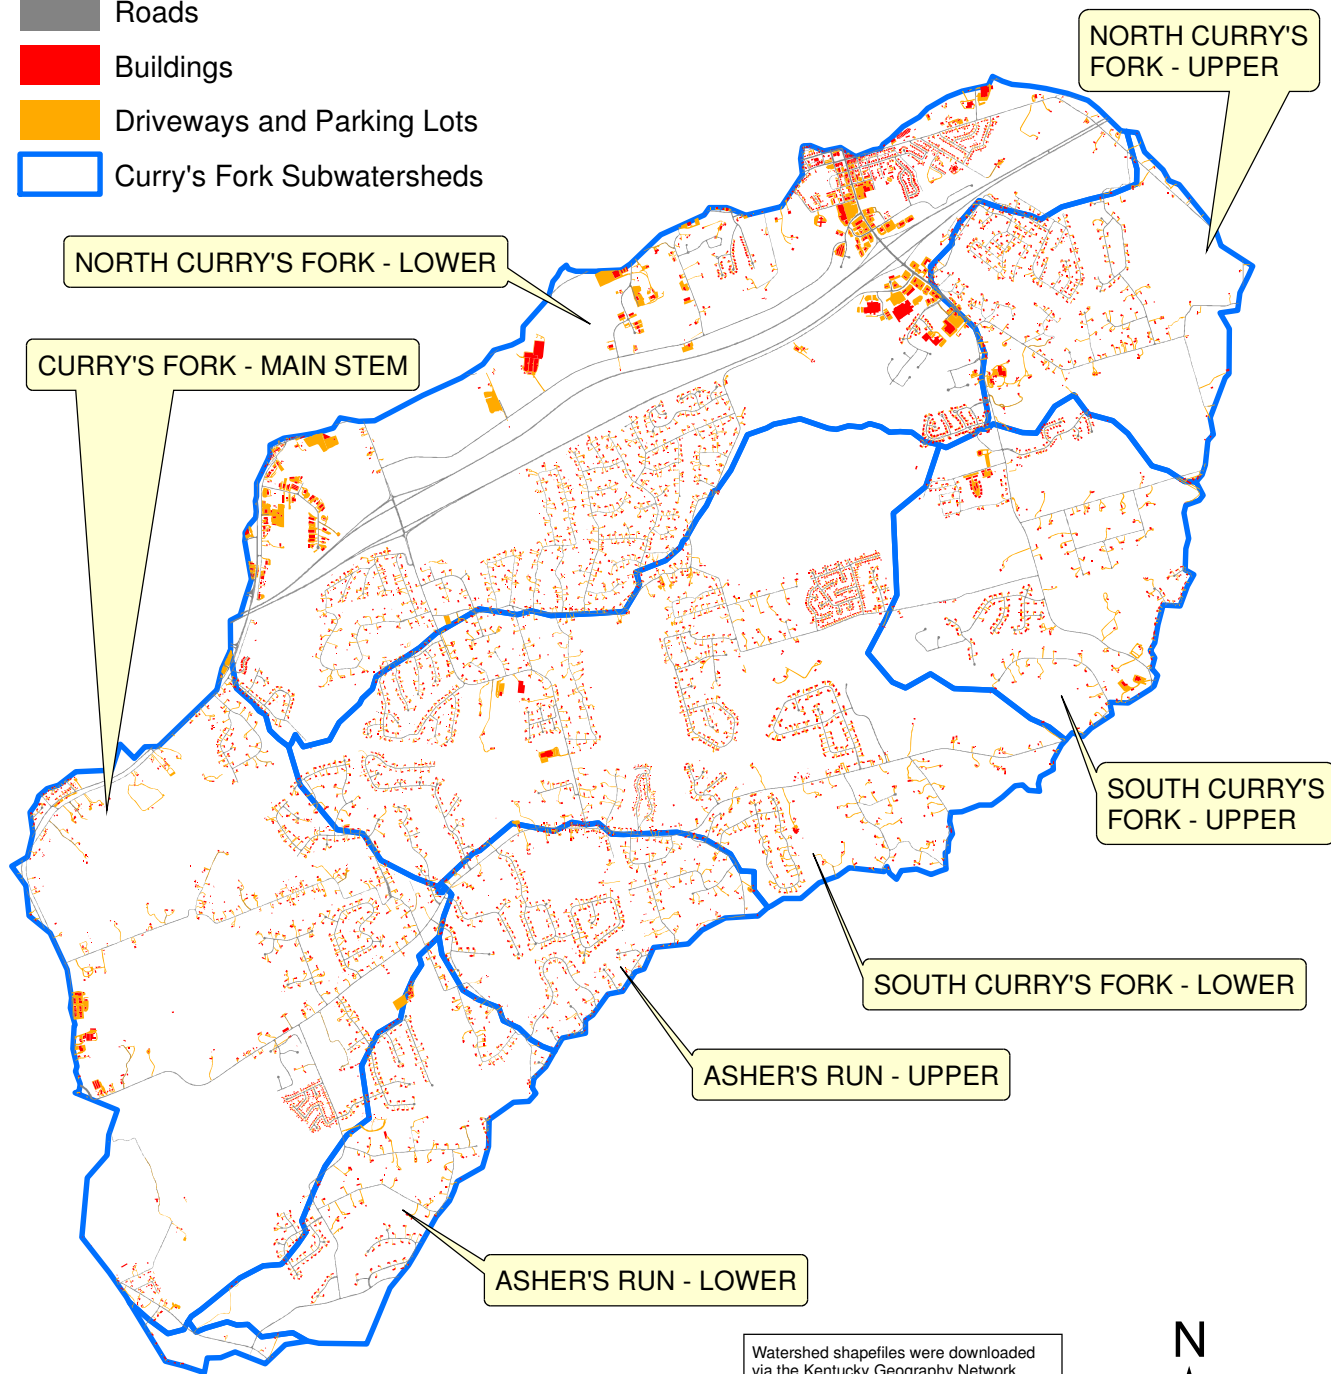 Roads
Buildings
Driveways and Parking Lots
Curry's Fork Subwatersheds
NORTH CURRY'S
FORK - UPPER
NORTH CURRY'S FORK - LOWER
CURRY'S FORK - MAIN STEM
SOUTH CURRY'S
FORK - UPPER
SOUTH CURRY'S FORK - LOWER
ASHER'S RUN - UPPER
ASHER'S RUN - LOWER
Watershed shapefiles were downloaded
via the Kentucky Geography Network
N